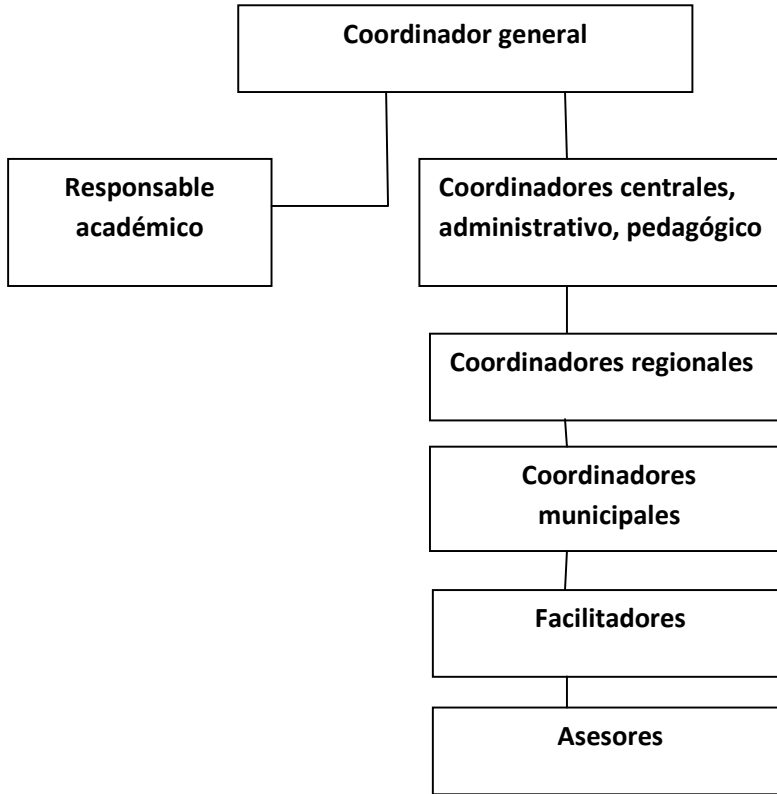 Coordinador general
Responsable
académico
Coordinadores centrales,
administrativo, pedagógico
Coordinadores regionales
Coordinadores
municipales
Facilitadores
Asesores